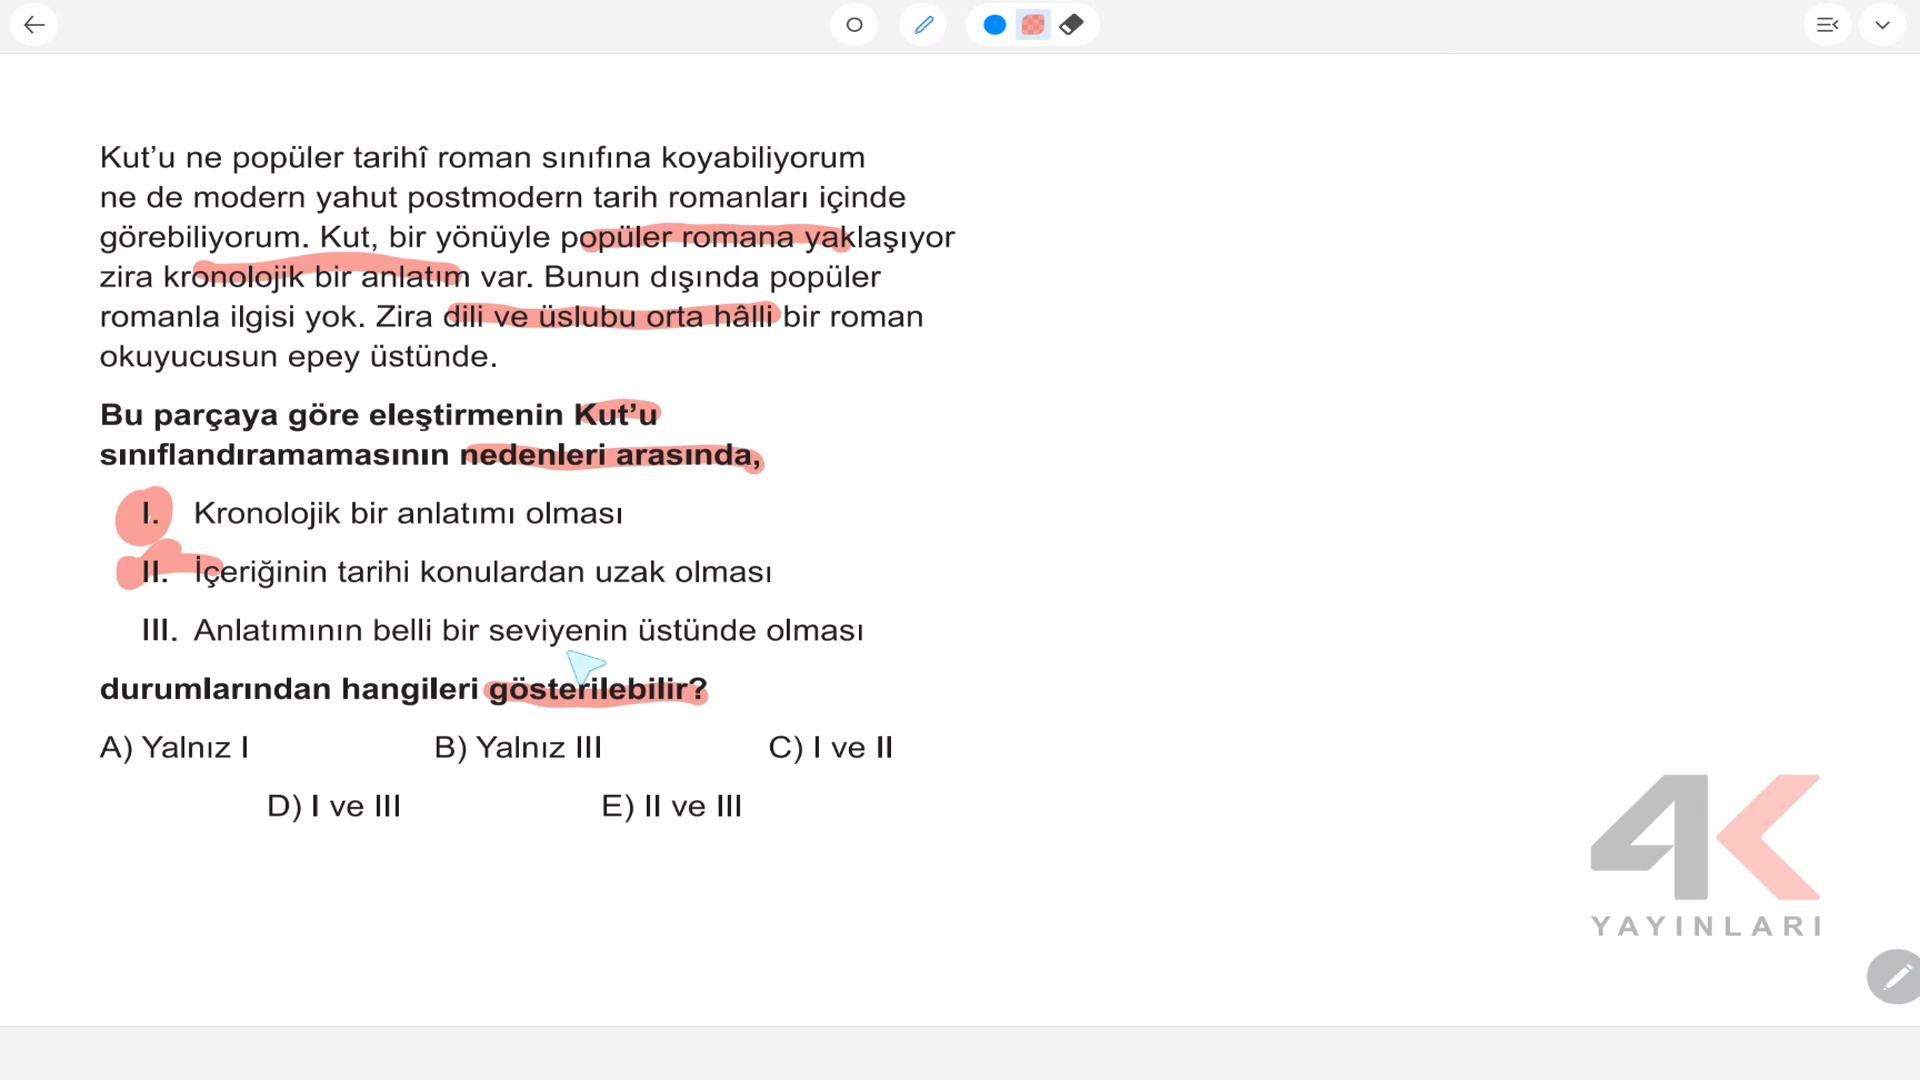 Kut’u ne popüler tarihî roman sınıfına koyabiliyorum
ne de modern yahut postmodern tarih romanları içinde
görebiliyorum. Kut, bir yönüyle popüler romana yaklaşıyor
zira kronolojik bir anlatım var. Bunun dışında popüler
romanla ilgisi yok. Zira dili ve üslubu orta hâlli bir roman
okuyucusun epey üstünde.
Bu parçaya göre eleştirmenin Kut’u
sınıflandıramamasının nedenleri arasında,
I. Kronolojik bir anlatımı olması
II. İçeriğinin tarihi konulardan uzak olması
III. Anlatımının belli bir seviyenin üstünde olması
durumlarından hangileri gösterilebilir?
A) Yalnız I B) Yalnız III C) I ve II
D) I ve III E) II ve III
4K
YAYINLARI